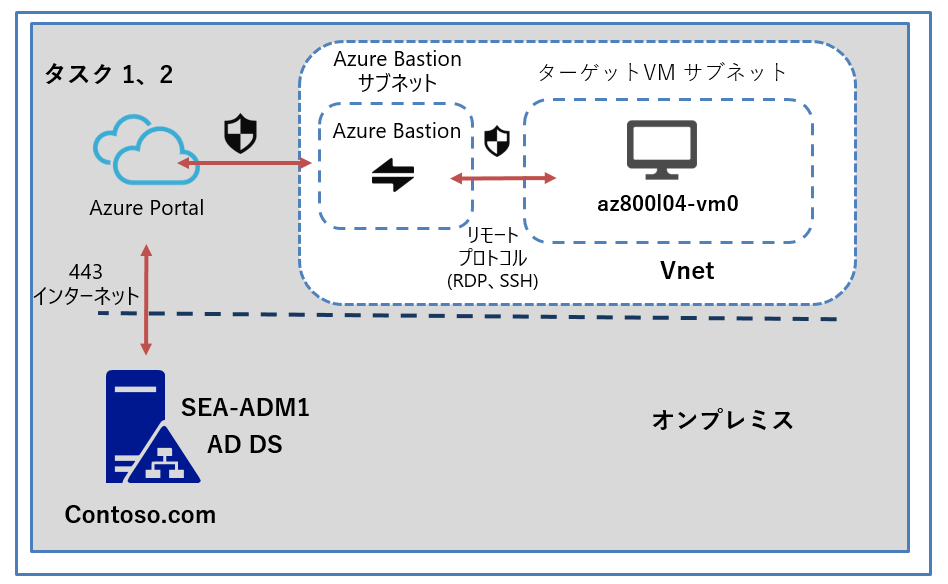 タスク 1、2
Azure Bastion
サブネット
ターゲットVM サブネット
Azure Bastion
Azure Portal
az800l04-vm0
リモート
プロトコル
(RDP、SSH)
Vnet
443
インターネット
SEA-ADM1
AD DS
オンプレミス
Contoso.com